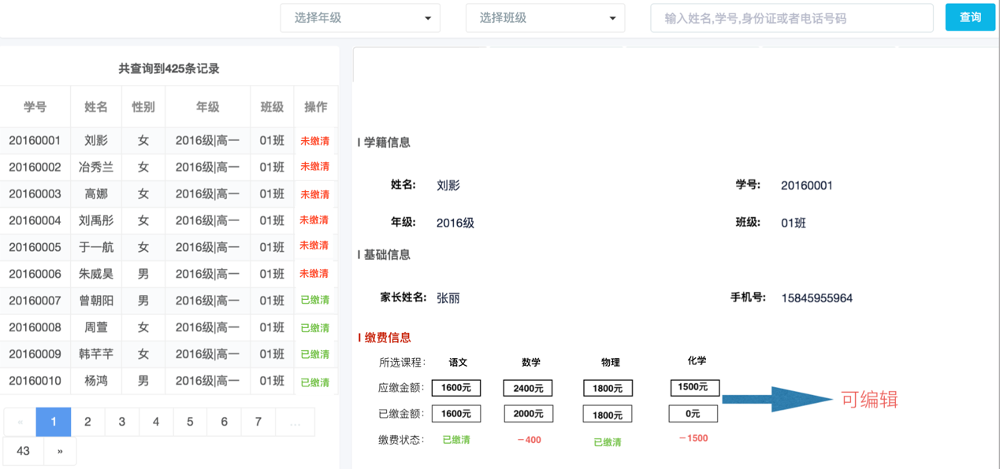 选择年级 选择班级 输入姓名,学号,身份证或者电话号码 查询
共查询到425条记录
学号 姓名 性别 年级 班级 操作
20160001 刘影 女 2016级|高一 01班 未缴清
20160002 冶秀兰 女 2016级|高一 01班 未缴清
20160003 高娜 女 2016级|高一 01班 未缴清
20160004 刘禹彤 女 2016级|高一 01班 未缴清
20160005 于一航 女 2016级|高一 01班 未缴清
20160006 朱威昊 男 2016级|高一 01班 未缴清
20160007 曾朝阳 男 2016级|高一 01班 已缴清
20160008 周萱 女 2016级|高一 01班 已缴清
20160009 韩芊芊 女 2016级|高一 01班 已缴清
20160010 杨鸿 男 2016级|高一 01班 已缴清
« 1 2 3 4 5 6 7 ...
43 »
学籍信息
姓名: 刘影 学号: 20160001
年级: 2016级 班级: 01班
基础信息
家长姓名: 张丽 手机号: 15845955964
缴费信息
所选课程: 语文 数学 物理 化学
应缴金额: 1600元 2400元 1800元 1500元
可编辑
已缴金额: 1600元 2000元 1800元 0元
缴费状态: 已缴清 －400 已缴清 －1500